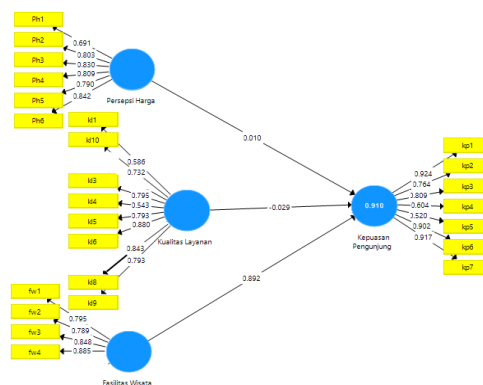 Ph1
Ph2
Ph3
Ph4
Ph5
Ph6
0.691
0.803
0.830
0.809
0.790
0.842
Persepsi Harga
kl1
kl10
kl3
kl4
kl5
kl6
kl8
kl9
0.586
0.732
0.795
0.543
0.793
0.880
0.843
0.793
Kualitas Layanan
fw1
fw2
fw3
fw4
0.795
0.789
0.848
0.885
Fasilitas Wisata
0.010
-0.029
0.892
0.910
Kepuasan
Pengunjung
0.924
0.764
0.809
0.604
0.520
0.902
0.917
kp1
kp2
kp3
kp4
kp5
kp6
kp7